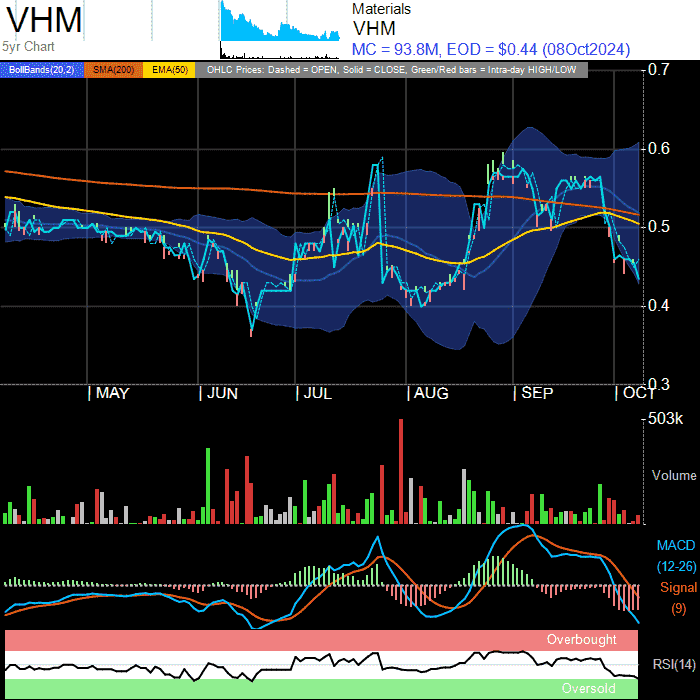 VHM
5yr Chart
Materials
VHM
MC = 93.8M, EOD = $0.44 (08Oct2024)
BollBands(20,2) SMA(200) EMA(50) OHLC Prices: Dashed = OPEN, Solid = CLOSE, Green/Red bars = Intra-day HIGH/LOW
0.7
0.6
0.5
0.4
0.3
| MAY | JUN | JUL | AUG | SEP | OCT
503k
Volume
MACD
(12-26)
Signal
(9)
Overbought
RSI(14)
Oversold